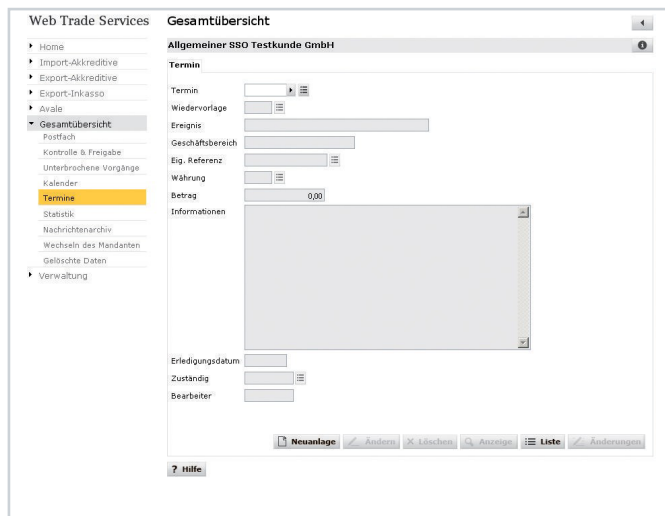 Web Trade Services
Gesamtübersicht
Home
Import-Akkreditive
Export-Akkreditive
Export-Inkasso
Avale
Gesamtübersicht
Postfach
Kontrolle & Freigabe
Unterbrochene Vorgänge
Kalender
Termine
Statistik
Nachrichtenarchiv
Wechseln des Mandanten
Gelöschte Daten
Verwaltung
Allgemeiner SSO Testkunde GmbH
Termin
Termin
Wiedervorlage
Ereignis
Geschäftsbereich
Eig. Referenz
Währung
Betrag 0,00
Informationen
Erledigungsdatum
Zuständig
Bearbeiter
Neuanlage Ändern Löschen Anzeige Liste Änderungen
? Hilfe